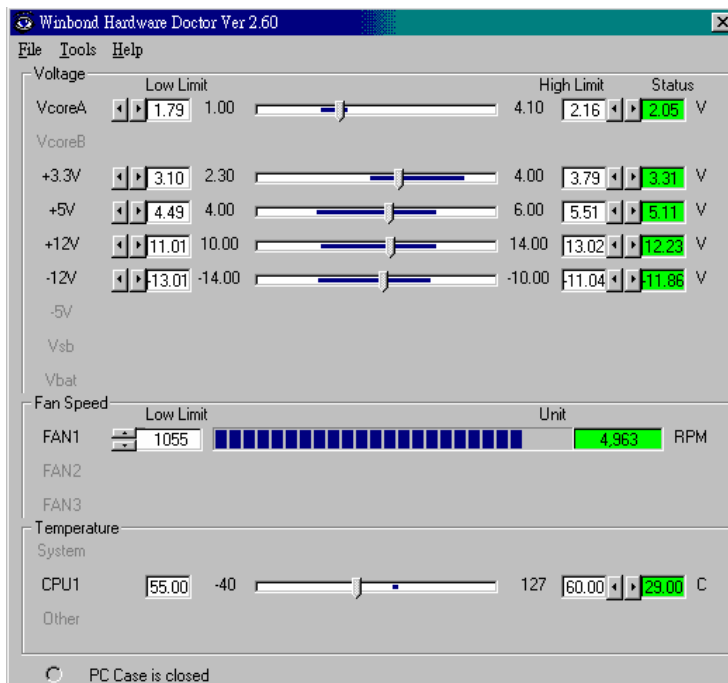 Winbond Hardware Doctor Ver 2.60
File Tools Help
Voltage
Low Limit High Limit Status
VcoreA 1.79 1.00 4.10 2.16 2.05 V
VcoreB
+3.3V 3.10 2.30 4.00 3.79 3.31 V
+5V 4.49 4.00 6.00 5.51 5.11 V
+12V 11.01 10.00 14.00 13.02 12.23 V
-12V -13.01 -14.00 -10.00 -11.04 -11.86 V
-5V
Vsb
Vbat
Fan Speed
Low Limit Unit
FAN1 1055 4,963 RPM
FAN2
FAN3
Temperature
System
CPU1 55.00 -40 127 60.00 29.00 C
Other
PC Case is closed